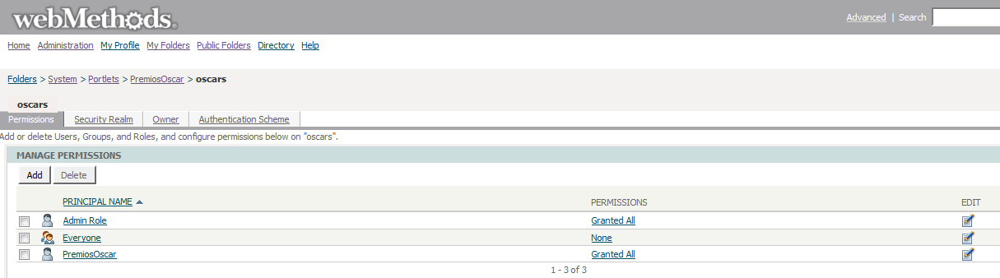 webMethods.
Advanced | Search
Home Administration My Profile My Folders Public Folders Directory Help
Folders > System > Portlets > PremiosOscar > oscars
oscars
Permissions Security Realm Owner Authentication Scheme
Add or delete Users, Groups, and Roles, and configure permissions below on "oscars".
MANAGE PERMISSIONS
Add Delete
PRINCIPAL NAME PERMISSIONS EDIT
Admin Role Granted All
Everyone None
PremiosOscar Granted All
1 - 3 of 3